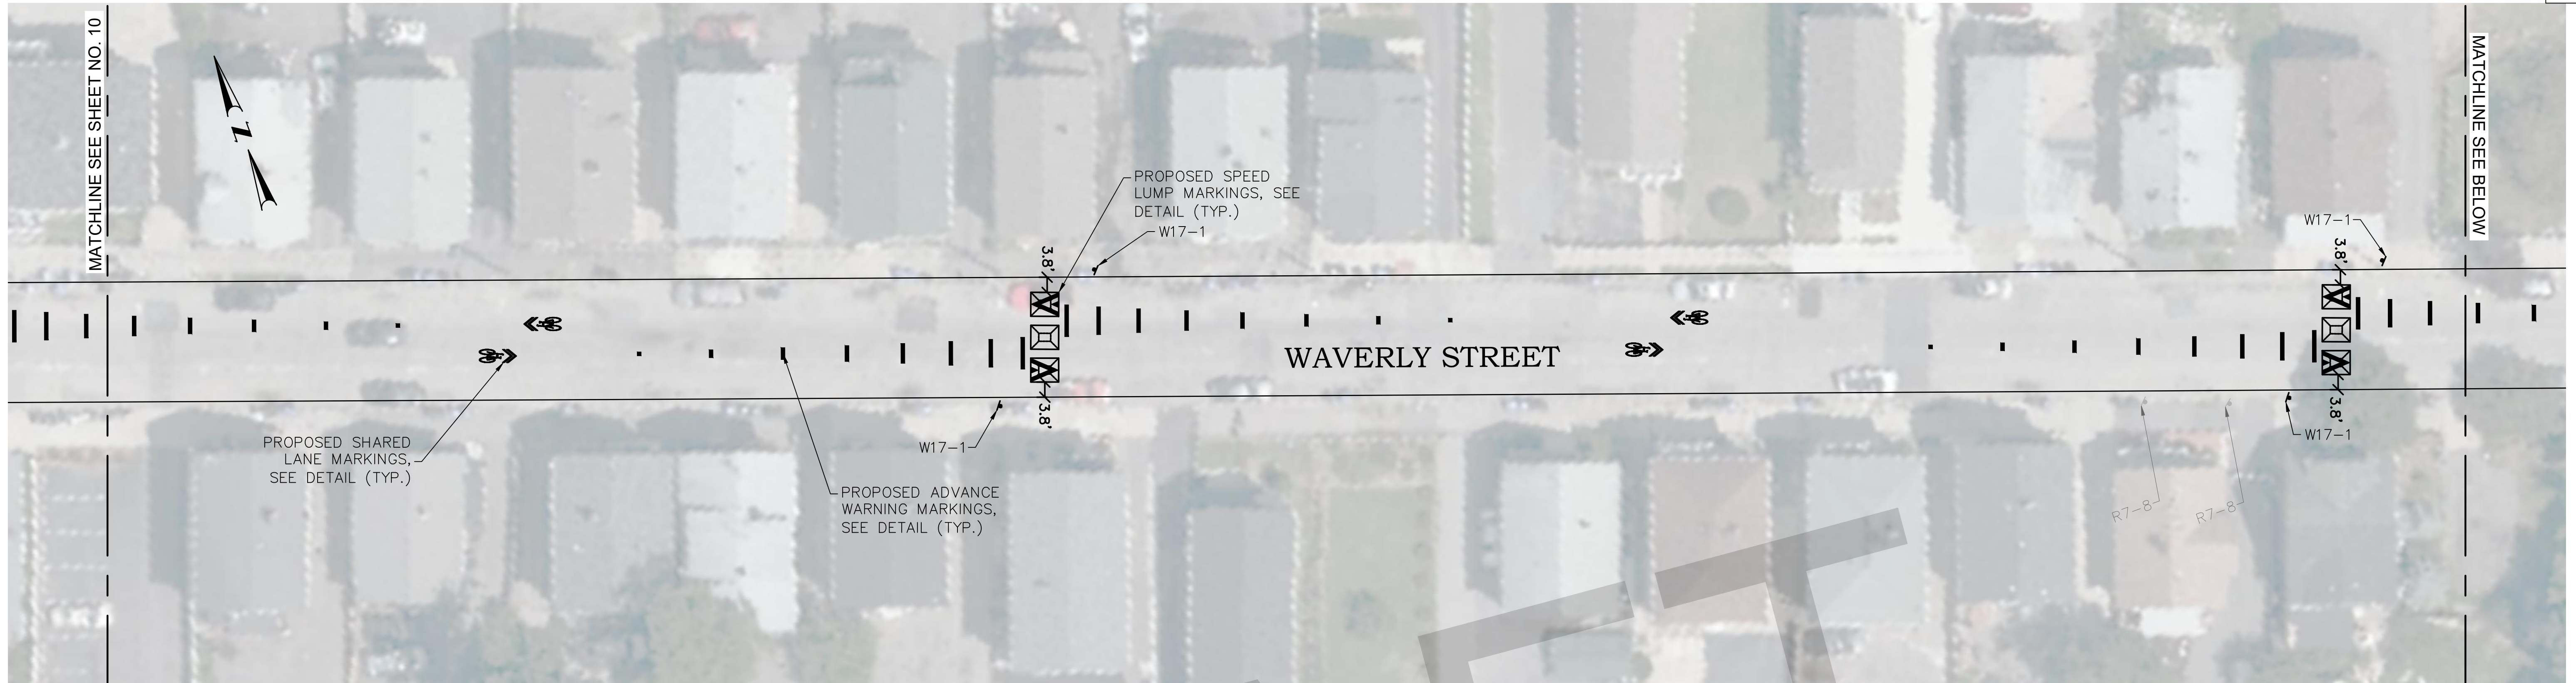 MATCHLINE SEE SHEET NO. 10
N
PROPOSED SPEED
LUMP MARKINGS, SEE
DETAIL (TYP.)
W17-1
3.8'
W17-1
3.8'
MATCHLINE SEE BELOW
WAVERLY STREET
PROPOSED SHARED
LANE MARKINGS,
SEE DETAIL (TYP.)
W17-1
3.8'
PROPOSED ADVANCE
WARNING MARKINGS,
SEE DETAIL (TYP.)
3.8'
W17-1
R7-8
R7-8
FT